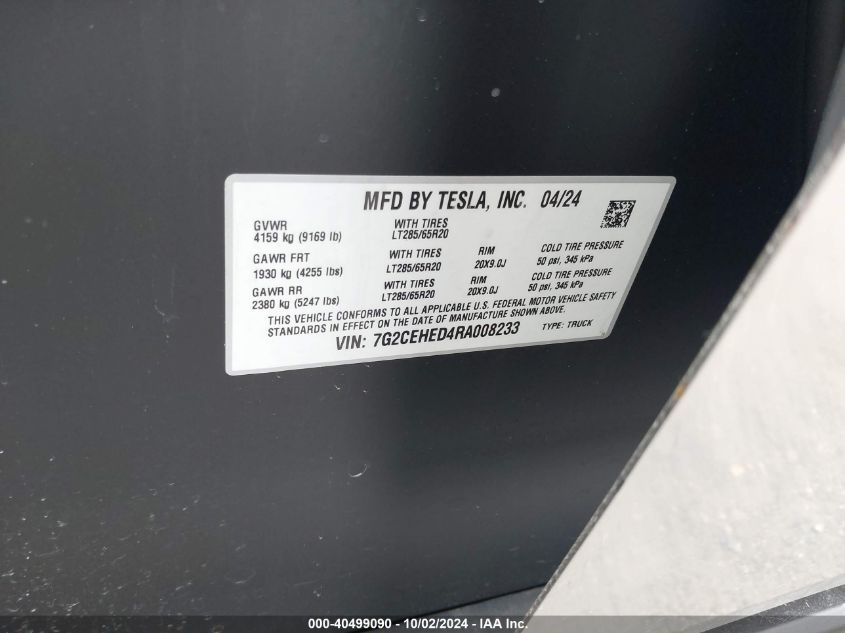 MFD BY TESLA, INC. 04/24
GVWR WITH TIRES
4159 kg (9169 lb) LT285/65R20
GAWR FRT WITH TIRES RIM COLD TIRE PRESSURE
1930 kg (4255 lbs) LT285/65R20 20X9.0J 50 psi, 345 kPa
GAWR RR WITH TIRES RIM COLD TIRE PRESSURE
2380 kg (5247 lbs) LT285/65R20 20X9.0J 50 psi, 345 kPa
THIS VEHICLE CONFORMS TO ALL APPLICABLE U.S. FEDERAL MOTOR VEHICLE SAFETY
STANDARDS IN EFFECT ON THE DATE OF MANUFACTURE SHOWN ABOVE.
VIN: 7G2CEHED4RA008233 TYPE: TRUCK
000-40499090 - 10/02/2024 - IAA Inc.